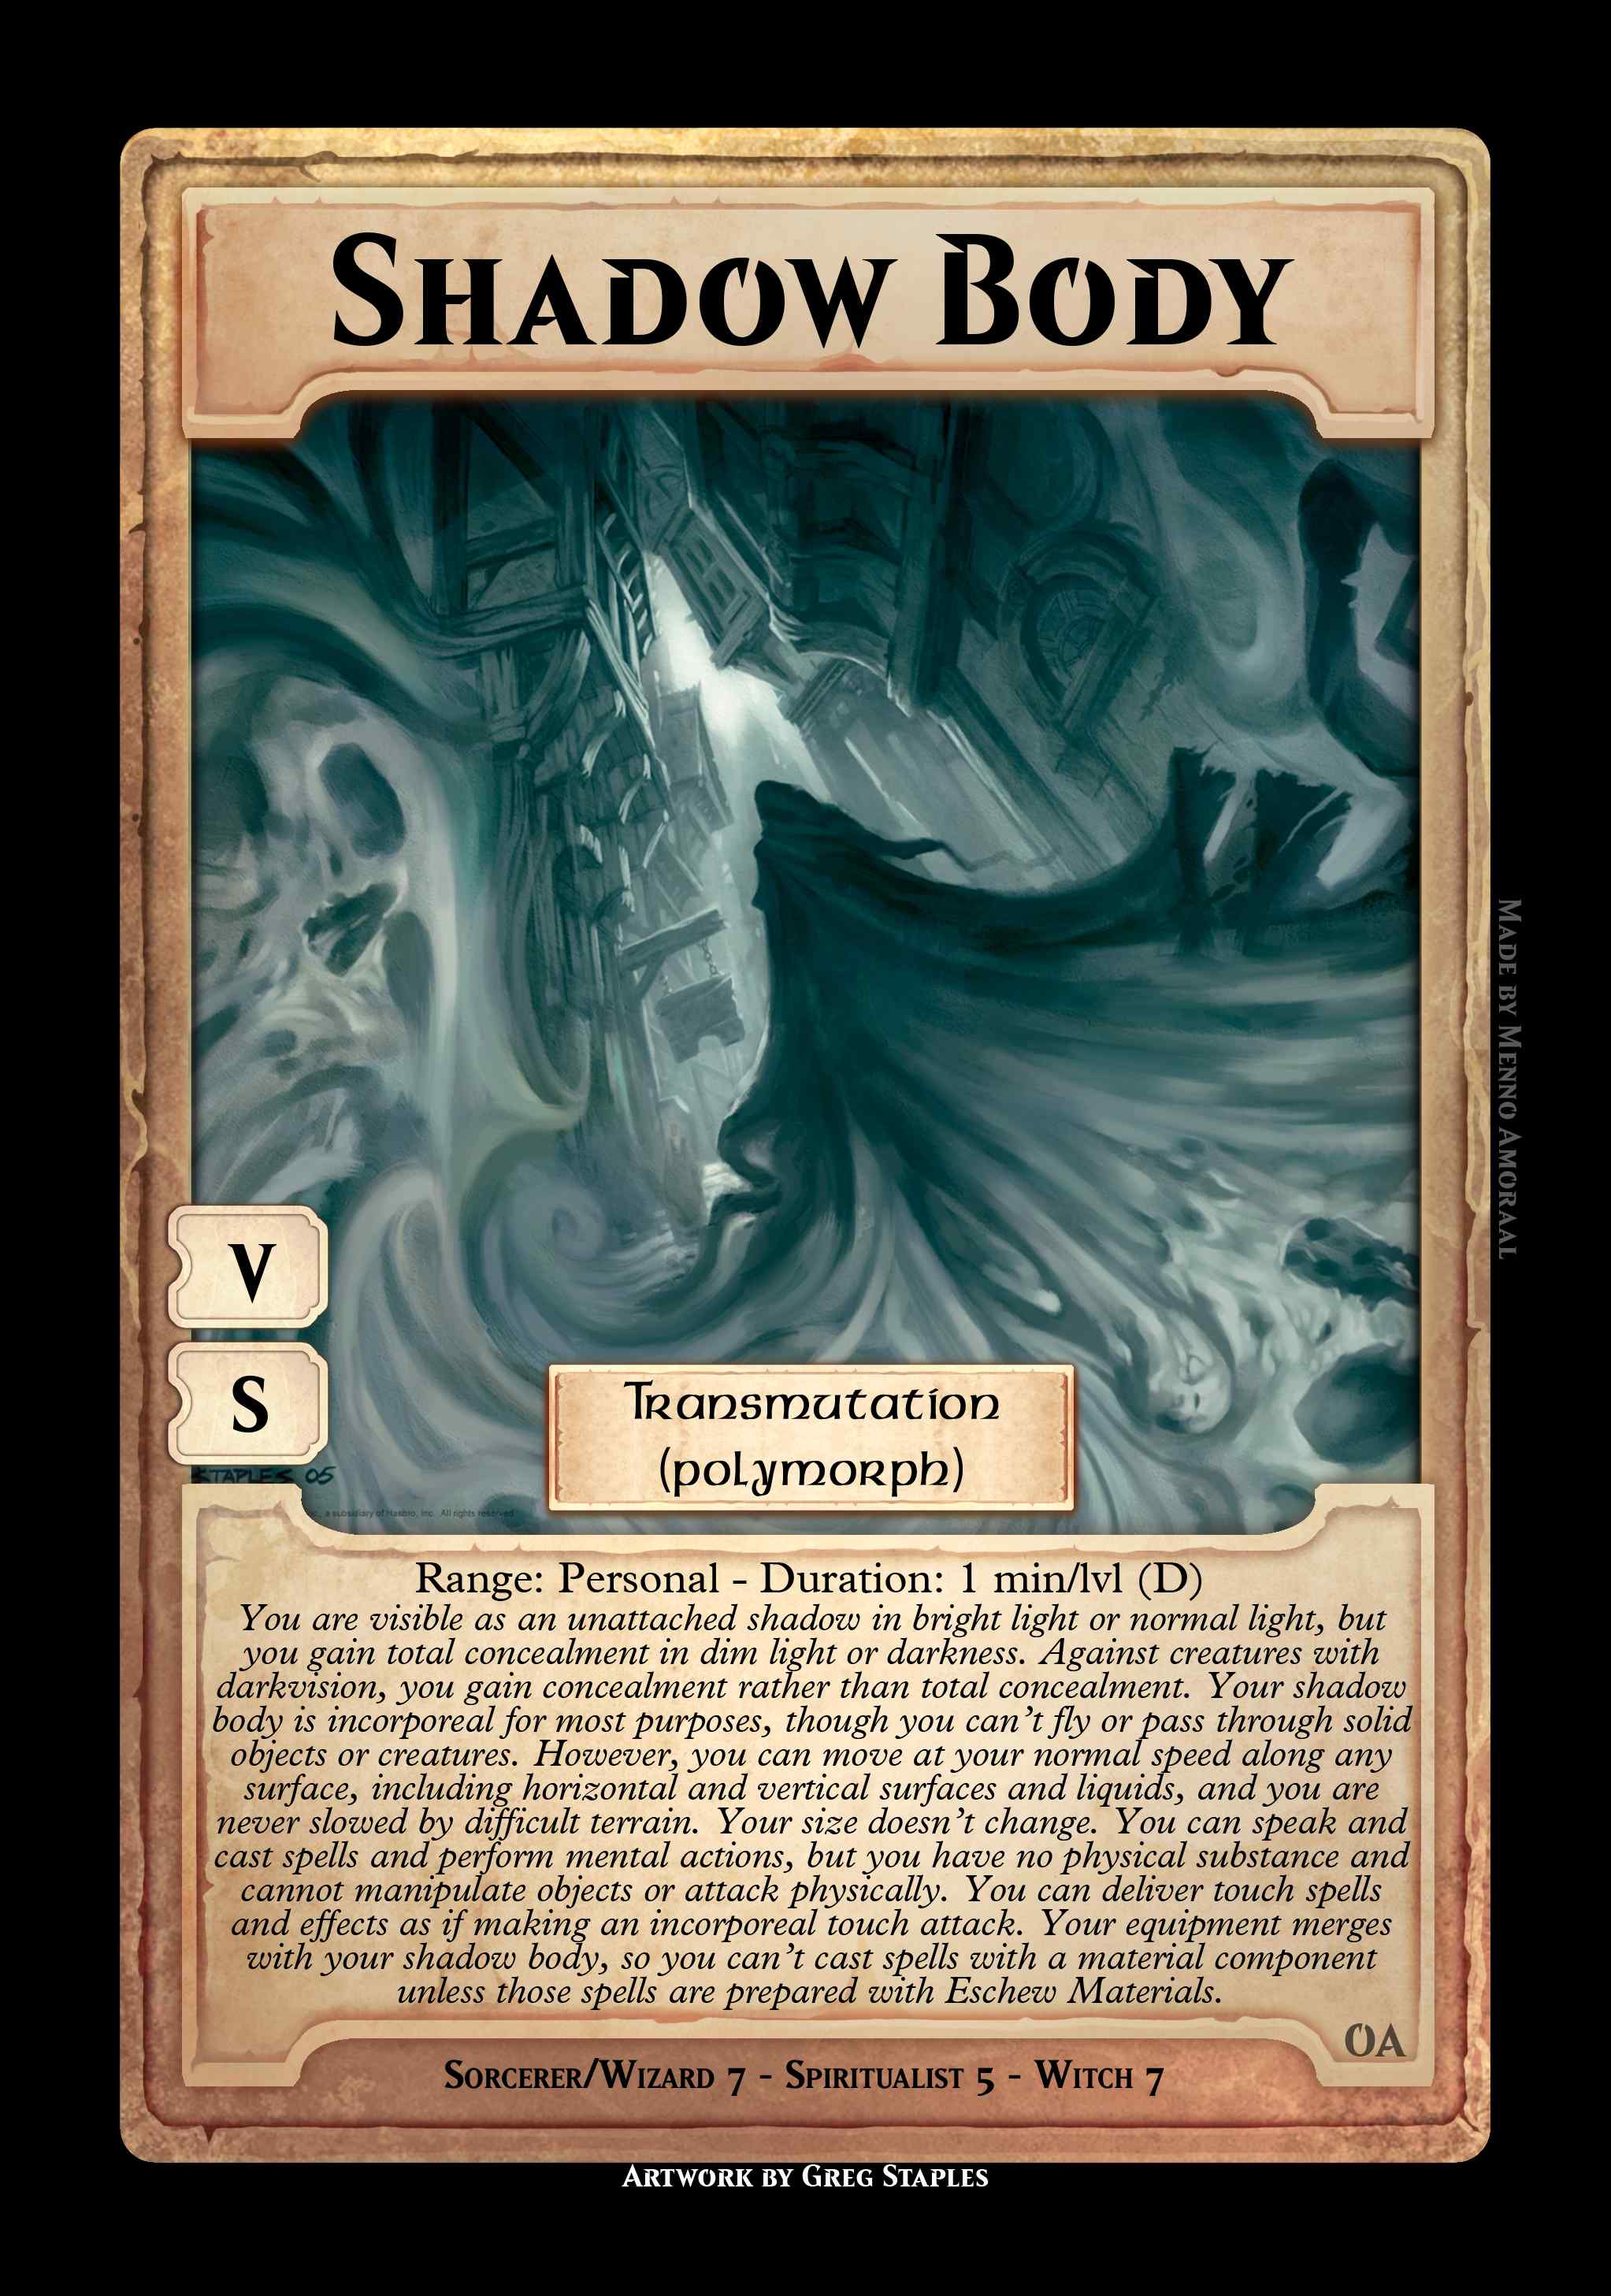 Shadow Body
Made by Menno Amoraal
V
S
Staples 05
a subsidiary of Hasbro, Inc. All rights reserved
Transmutation
(polymorph)
Range: Personal - Duration: 1 min/lvl (D)
You are visible as an unattached shadow in bright light or normal light, but
you gain total concealment in dim light or darkness. Against creatures with
darkvision, you gain concealment rather than total concealment. Your shadow
body is incorporeal for most purposes, though you can't fly or pass through solid
objects or creatures. However, you can move at your normal speed along any
surface, including horizontal and vertical surfaces and liquids, and you are
never slowed by difficult terrain. Your size doesn't change. You can speak and
cast spells and perform mental actions, but you have no physical substance and
cannot manipulate objects or attack physically. You can deliver touch spells
and effects as if making an incorporeal touch attack. Your equipment merges
with your shadow body, so you can't cast spells with a material component
unless those spells are prepared with Eschew Materials.
OA
Sorcerer/Wizard 7 - Spiritualist 5 - Witch 7
Artwork by Greg Staples